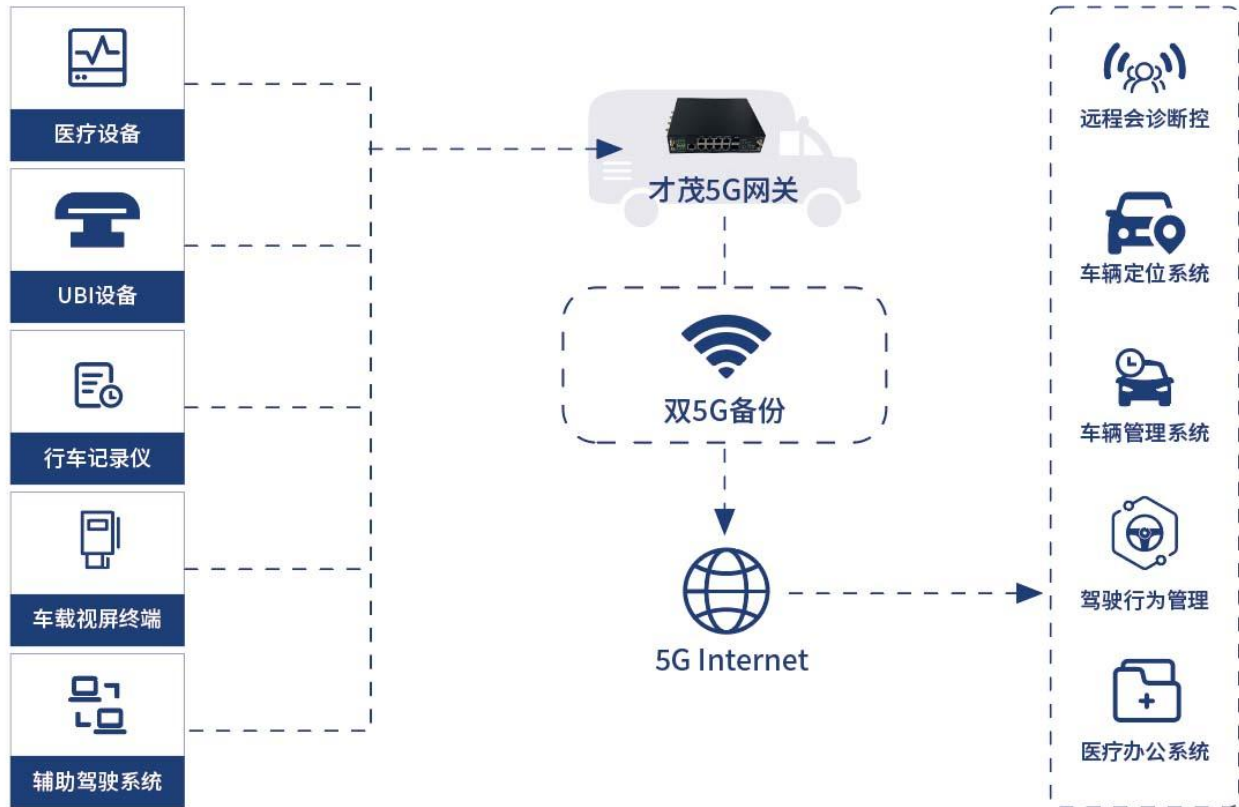 医疗设备
UBI设备
行车记录仪
车载视屏终端
辅助驾驶系统
才茂5G网关
双5G备份
5G Internet
远程会诊断控
车辆定位系统
车辆管理系统
驾驶行为管理
医疗办公系统